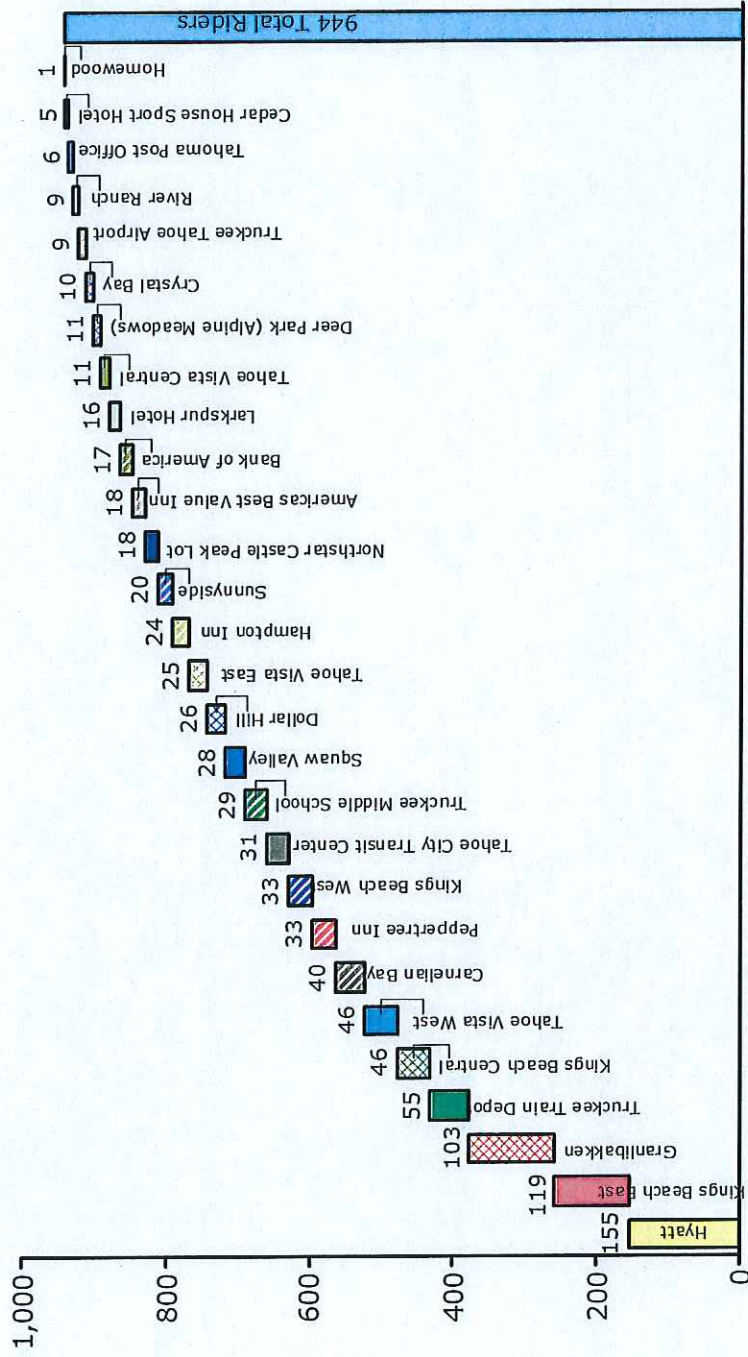 1,000
800
600
400
200
0
155
Hyatt
119
Kings Beach East
103
Granlibakken
55
Truckee Train Depo
46
Kings Beach Central
46
Tahoe Vista West
40
Carnelian Bay
33
Peppertree Inn
33
Kings Beach Wes
31
Tahoe City Transit Center
29
Truckee Middle School
28
Squaw Valley
26
Dollar Hill
25
Tahoe Vista East
24
Hampton Inn
20
Sunnyside
18
Northstar Castle Peak Lot
18
Americas Best Value Inn
17
Bank of America
16
Larkspur Hotel
11
Tahoe Vista Central
11
Deer Park (Alpine Meadows)
10
Crystal Bay
9
Truckee Tahoe Airport
9
River Ranch
6
Tahoma Post Office
5
Cedar House Sport Hotel
1
Homewood
944 Total Riders